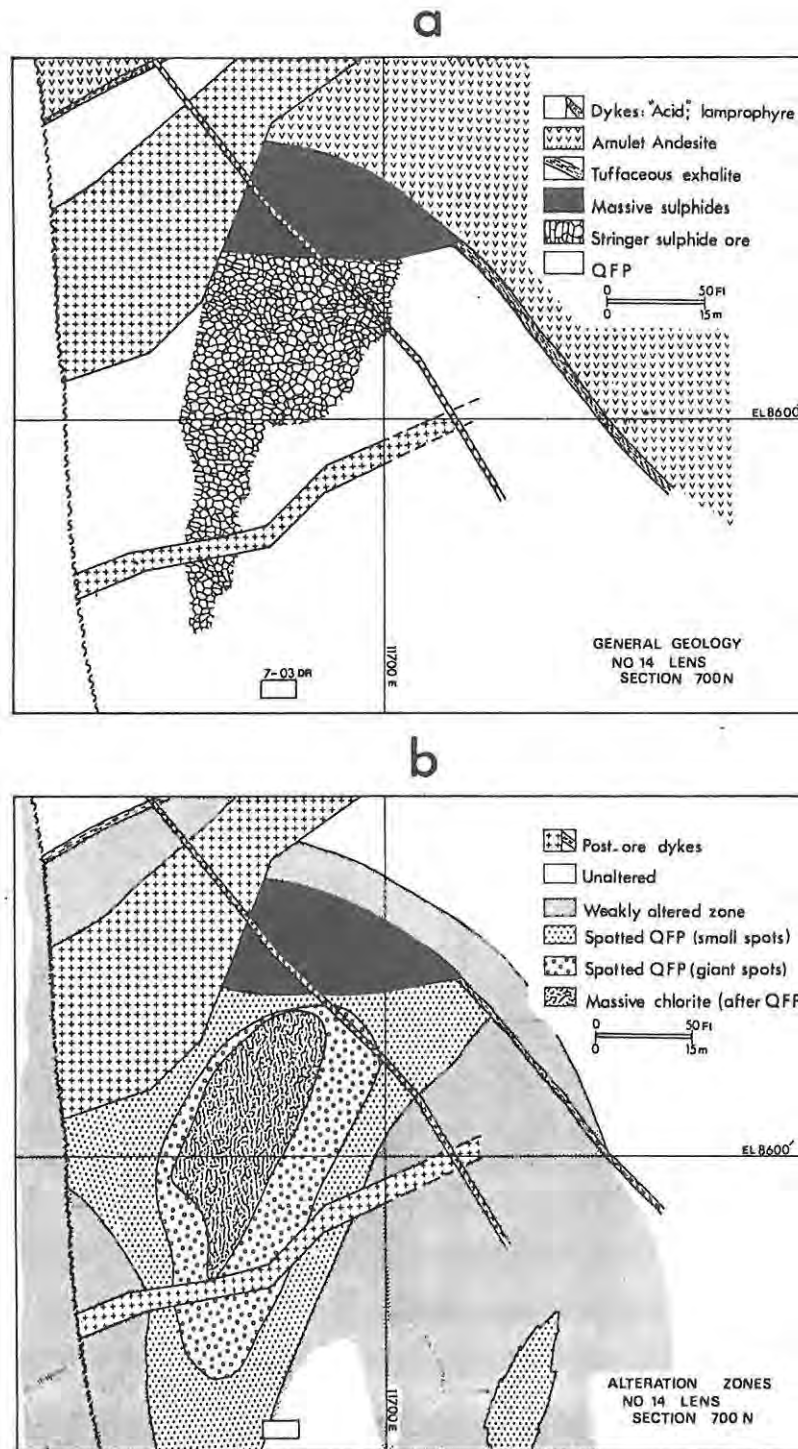 a
Dykes: "Acid", lamprophyre
Amulet Andesite
Tuffaceous exhalite
Massive sulphides
Stringer sulphide ore
QFP
0 50 Ft
0 15 m
EL 8600'
11700 E
7-03 DR
GENERAL GEOLOGY
NO 14 LENS
SECTION 700 N
b
Post-ore dykes
Unaltered
Weakly altered zone
Spotted QFP (small spots)
Spotted QFP (giant spots)
Massive chlorite (after QFP
0 50 Ft
0 15 m
EL 8600'
11700 E
ALTERATION ZONES
NO 14 LENS
SECTION 700 N